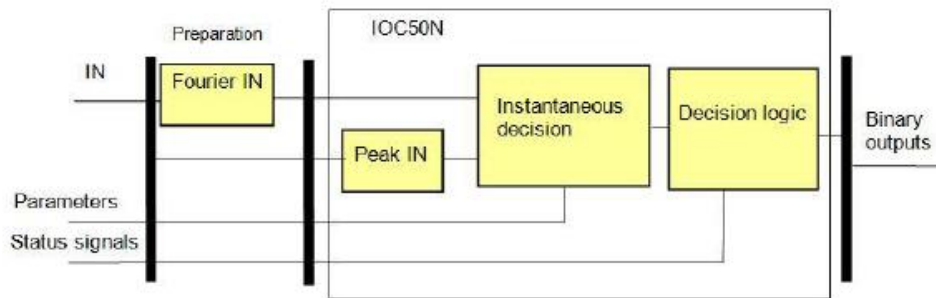 Preparation
IOC50N
IN
Fourier IN
Peak IN
Instantaneous
decision
Decision logic
Binary
outputs
Parameters
Status signals